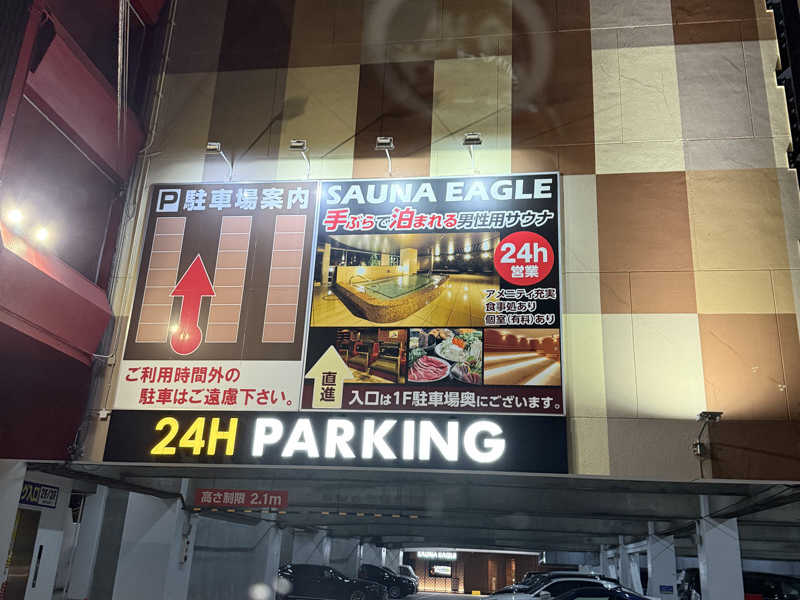 P 駐車場案内
ご利用時間外の
駐車はご遠慮下さい。
SAUNA EAGLE
手ぶらで泊まれる男性用サウナ
24h
営業
アメニティ充実
食事処あり
個室(有料)あり
直進
入口は1F駐車場奥にございます。
24H PARKING
高さ制限 2.1m
SAUNA EAGLE